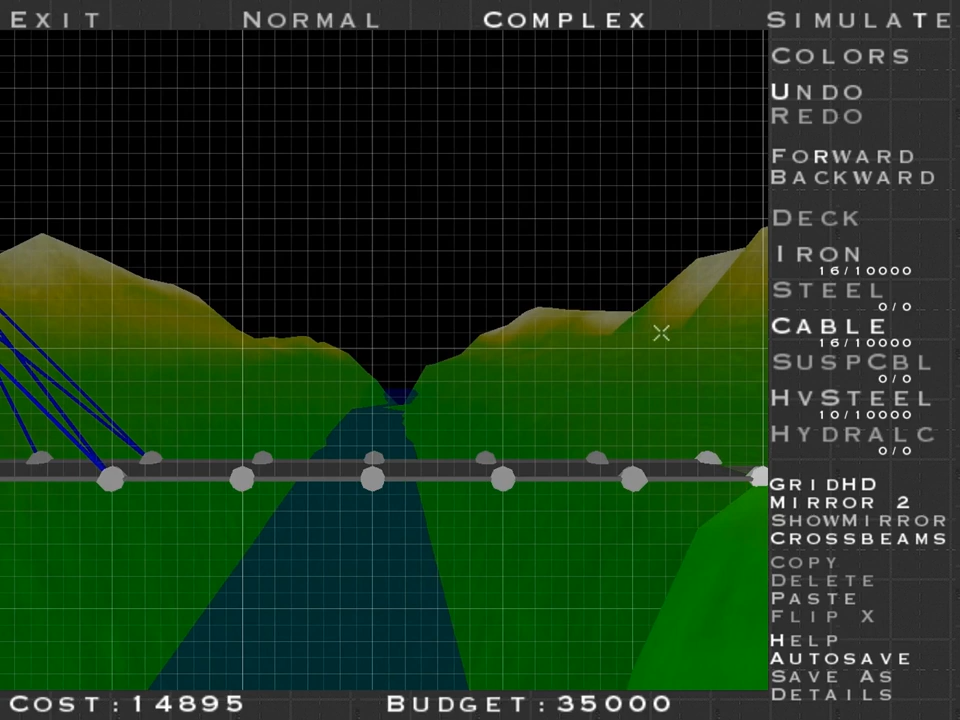 EXIT NORMAL COMPLEX SIMULATE
COLORS
UNDO
REDO
FORWARD
BACKWARD
DECK
IRON
16/10000
STEEL
0/0
CABLE
16/10000
SUSPCBL
0/0
HVSTEEL
10/10000
HYDRALC
0/0
GRIDHD
MIRROR 2
SHOWMIRROR
CROSSBEAMS
COPY
DELETE
PASTE
FLIP X
HELP
AUTOSAVE
SAVE AS
DETAILS
COST:14895 BUDGET:35000